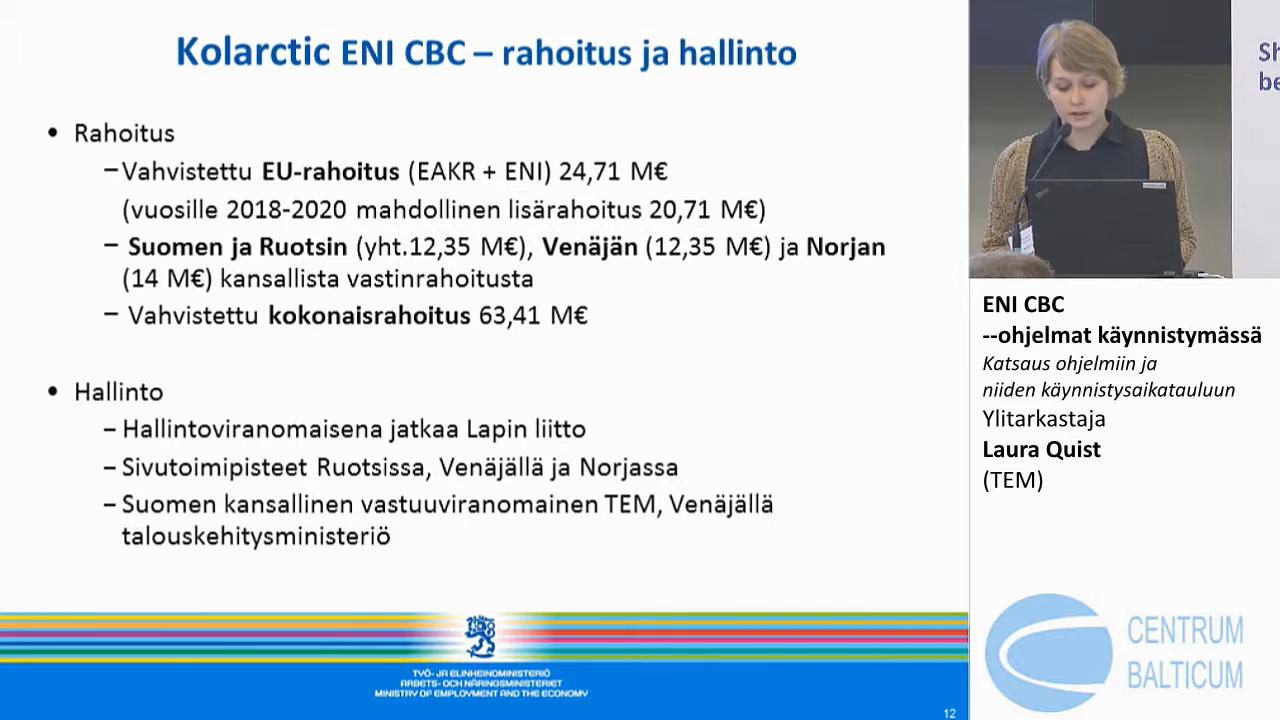 Kolarctic ENI CBC – rahoitus ja hallinto
• Rahoitus
– Vahvistettu EU-rahoitus (EAKR + ENI) 24,71 M€
(vuosille 2018-2020 mahdollinen lisärahoitus 20,71 M€)
– Suomen ja Ruotsin (yht.12,35 M€), Venäjän (12,35 M€) ja Norjan
(14 M€) kansallista vastinrahoitusta
– Vahvistettu kokonaisrahoitus 63,41 M€
• Hallinto
– Hallintoviranomaisena jatkaa Lapin liitto
– Sivutoimipisteet Ruotsissa, Venäjällä ja Norjassa
– Suomen kansallinen vastuuviranomainen TEM, Venäjällä
talouskehitysministeriö
TYÖ- JA ELINKEINOMINISTERIÖ
ARBETS- OCH NÄRINGSMINISTERIET
MINISTRY OF EMPLOYMENT AND THE ECONOMY
12
Sh
be
ENI CBC
--ohjelmat käynnistymässä
Katsaus ohjelmiin ja
niiden käynnistysaikatauluun
Ylitarkastaja
Laura Quist
(TEM)
CENTRUM
BALTICUM